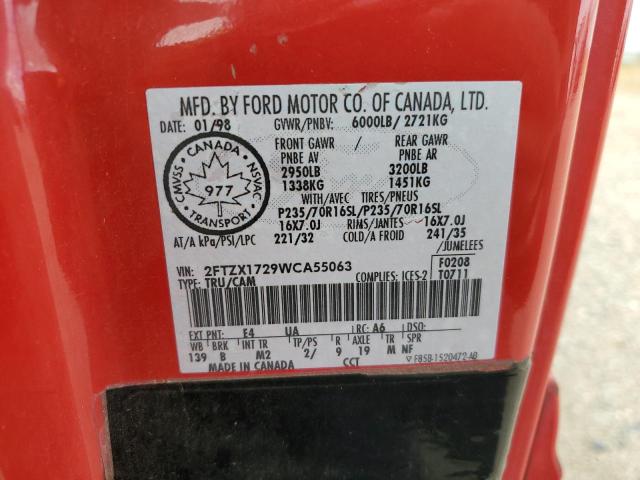 MFD. BY FORD MOTOR CO. OF CANADA, LTD.
DATE: 01/98 GVWR/PNBV: 6000LB/ 2721KG
FRONT GAWR REAR GAWR
PNBE AV PNBE AR
2950LB 3200LB
1338KG 1451KG
CANADA
CMVSS NSVAC
977
TRANSPORT
WITH/AVEC TIRES/PNEUS
P235/70R16SL/P235/70R16SL
16X7.0J RIMS/JANTES 16X7.0J
AT/A kPa/PSI/LPC 221/32 COLD/A FROID 241/35
/JUMELEES
VIN: 2FTZX1729WCA55063 F0208
TYPE: TRU/CAM COMPLIES: ICES-2 T0711
EXT PNT: E4 UA RC: A6 DSO:
WB BRK INT TR TP/PS R AXLE TR SPR
139 B M2 2/ 9 19 M NF
MADE IN CANADA CCT F85B-1520472-AB